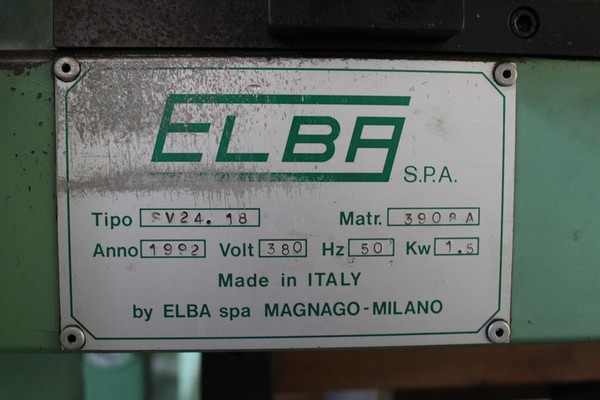 ELBA
S.P.A.
Tipo SV24.18 Matr. 3908A
Anno 1992 Volt 380 Hz 50 Kw 1.5
Made in ITALY
by ELBA spa MAGNAGO-MILANO